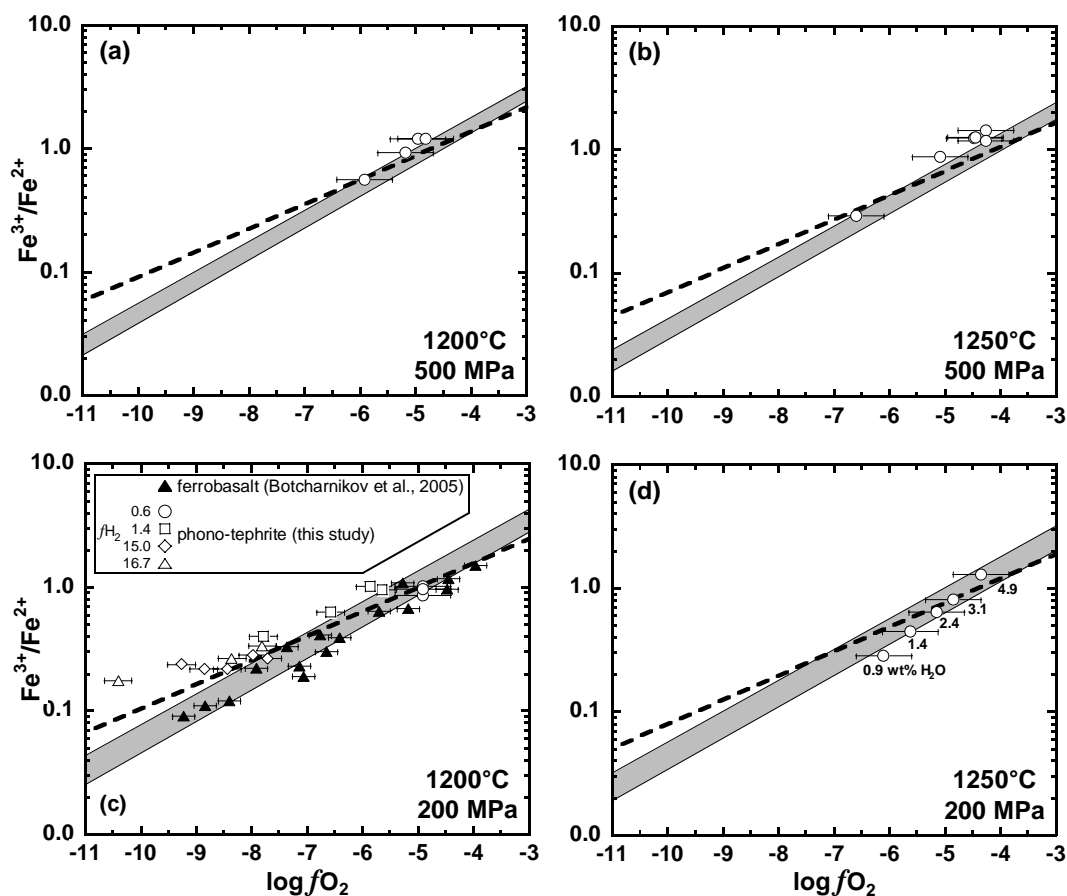 (a)
10.0
1.0
0.1
0.0
Fe³⁺/Fe²⁺
-11 -10 -9 -8 -7 -6 -5 -4 -3
1200°C
500 MPa
(b)
10.0
1.0
0.1
0.0
-11 -10 -9 -8 -7 -6 -5 -4 -3
1250°C
500 MPa
10.0
1.0
0.1
0.0
Fe³⁺/Fe²⁺
ferrobasalt (Botcharnikov et al., 2005)
0.6
fH₂ 1.4 phono-tephrite (this study)
15.0
16.7
(c)
1200°C
200 MPa
-11 -10 -9 -8 -7 -6 -5 -4 -3
log fO₂
(d)
10.0
1.0
0.1
0.0
4.9
3.1
2.4
1.4
0.9 wt% H₂O
1250°C
200 MPa
-11 -10 -9 -8 -7 -6 -5 -4 -3
log fO₂